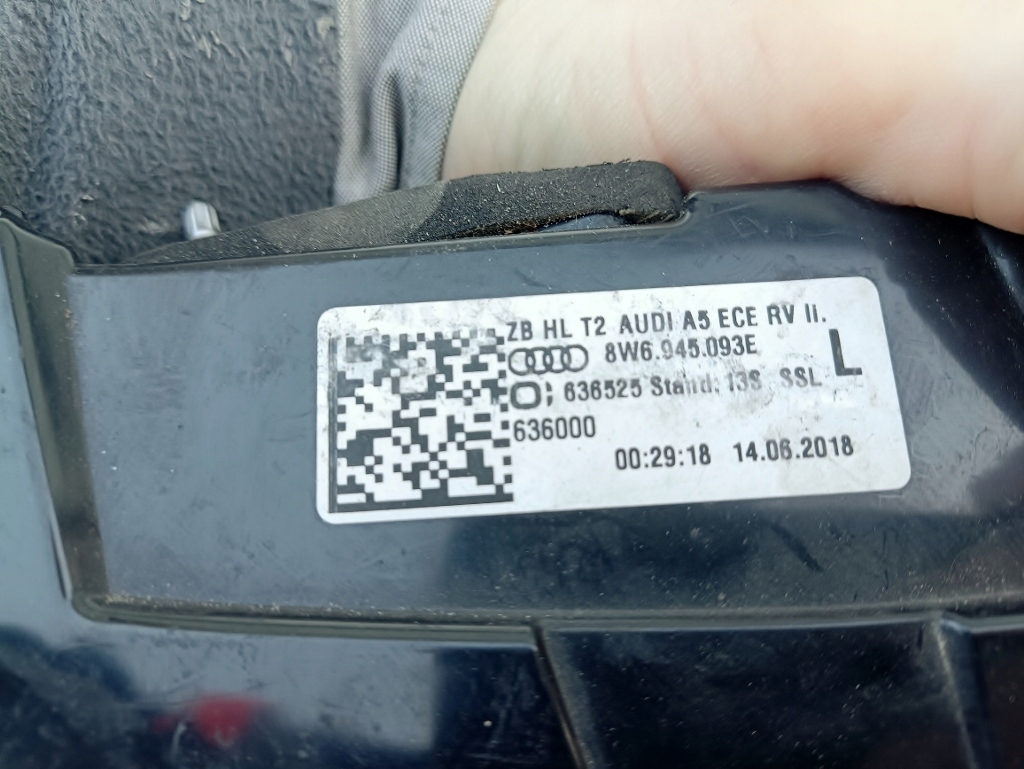 ZB HL T2 AUDI A5 ECE RV II.
8W6.945.093E
L
636525 Stand: 13S SSL
636000
00:29:18 14.06.2018